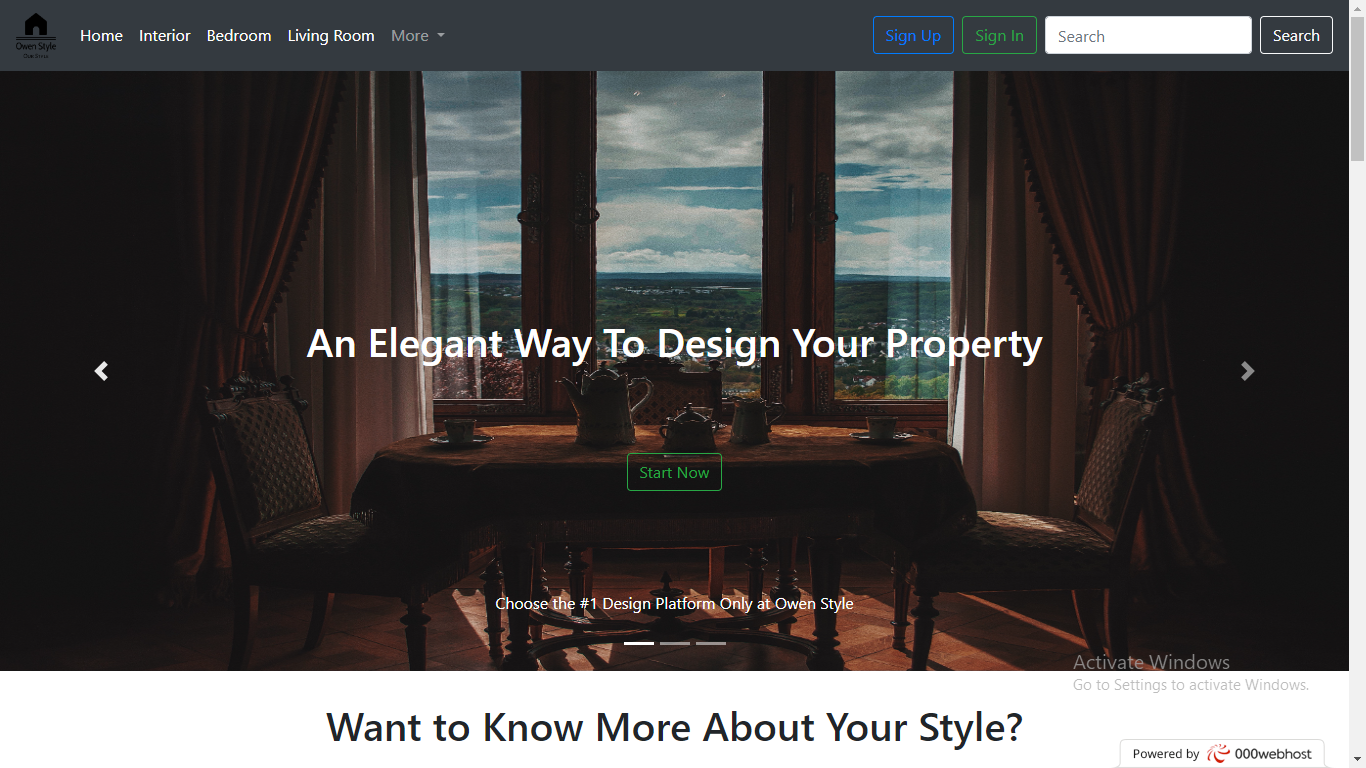 Owen Style
Home Interior Bedroom Living Room More
Sign Up Sign In Search Search
An Elegant Way To Design Your Property
Start Now
Choose the #1 Design Platform Only at Owen Style
Activate Windows
Go to Settings to activate Windows.
Want to Know More About Your Style?
Powered by 000webhost